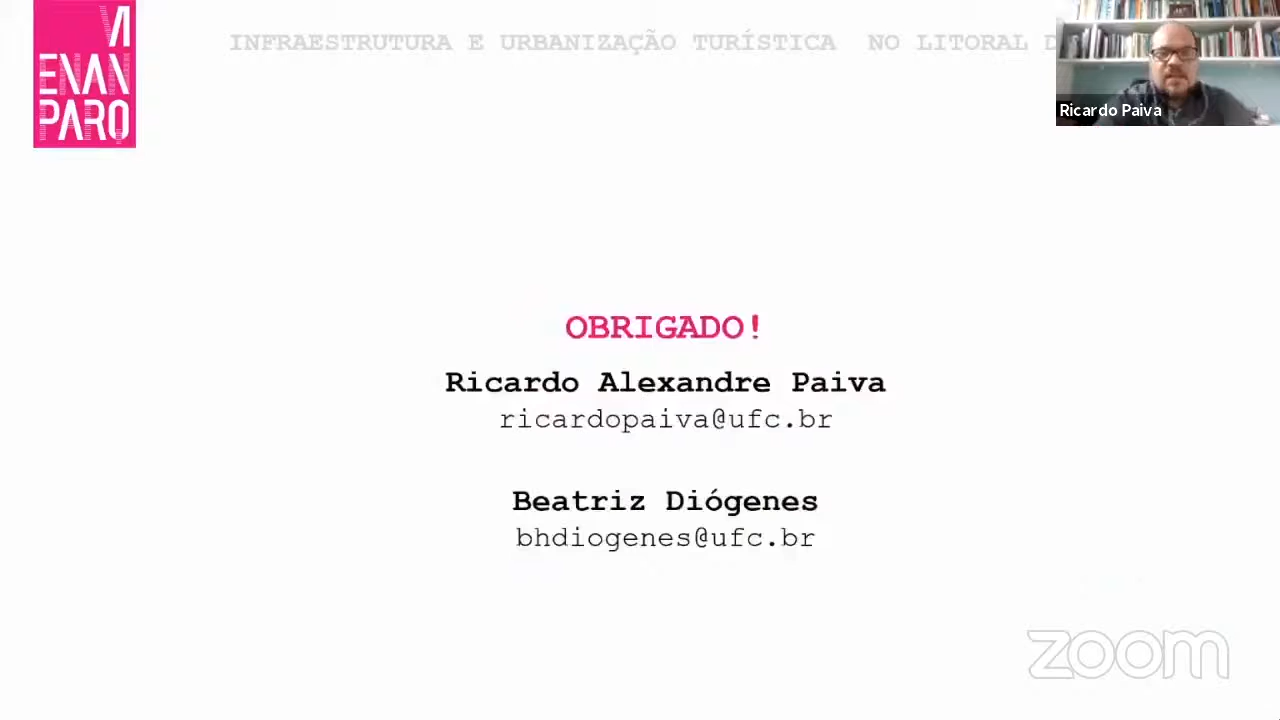 VI
ENAN
PARQ
INFRAESTRUTURA E URBANIZAÇÃO TURÍSTICA NO LITORAL D
Ricardo Paiva
OBRIGADO!
Ricardo Alexandre Paiva
ricardopaiva@ufc.br
Beatriz Diógenes
bhdiogenes@ufc.br
zoom